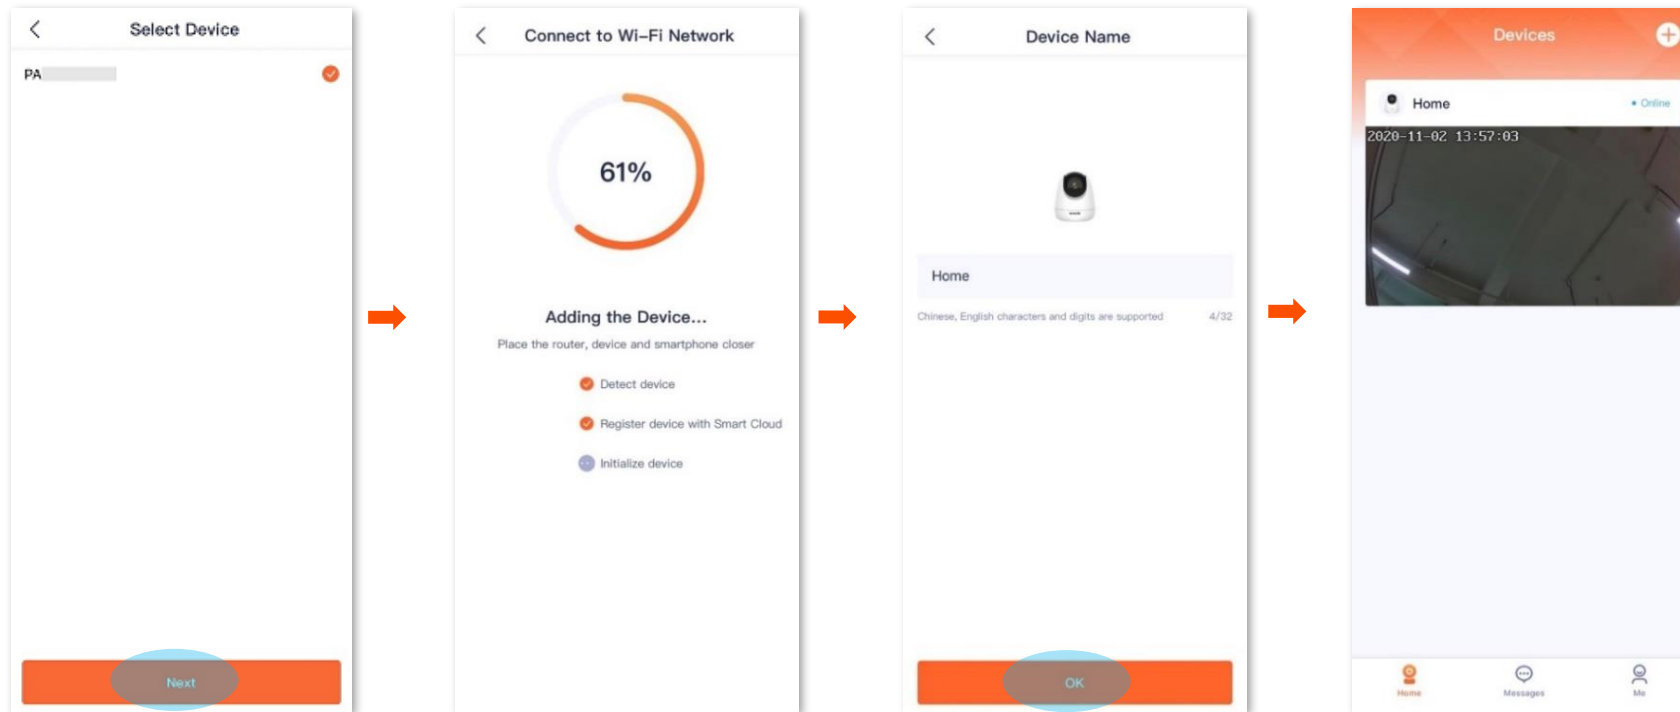 Select Device
PA
Next
Connect to Wi-Fi Network
61%
Adding the Device...
Place the router, device and smartphone closer
Detect device
Register device with Smart Cloud
Initialize device
Device Name
Home
Chinese, English characters and digits are supported 4/32
OK
Devices
Home • Online
2020-11-02 13:57:03
Home Messages Me